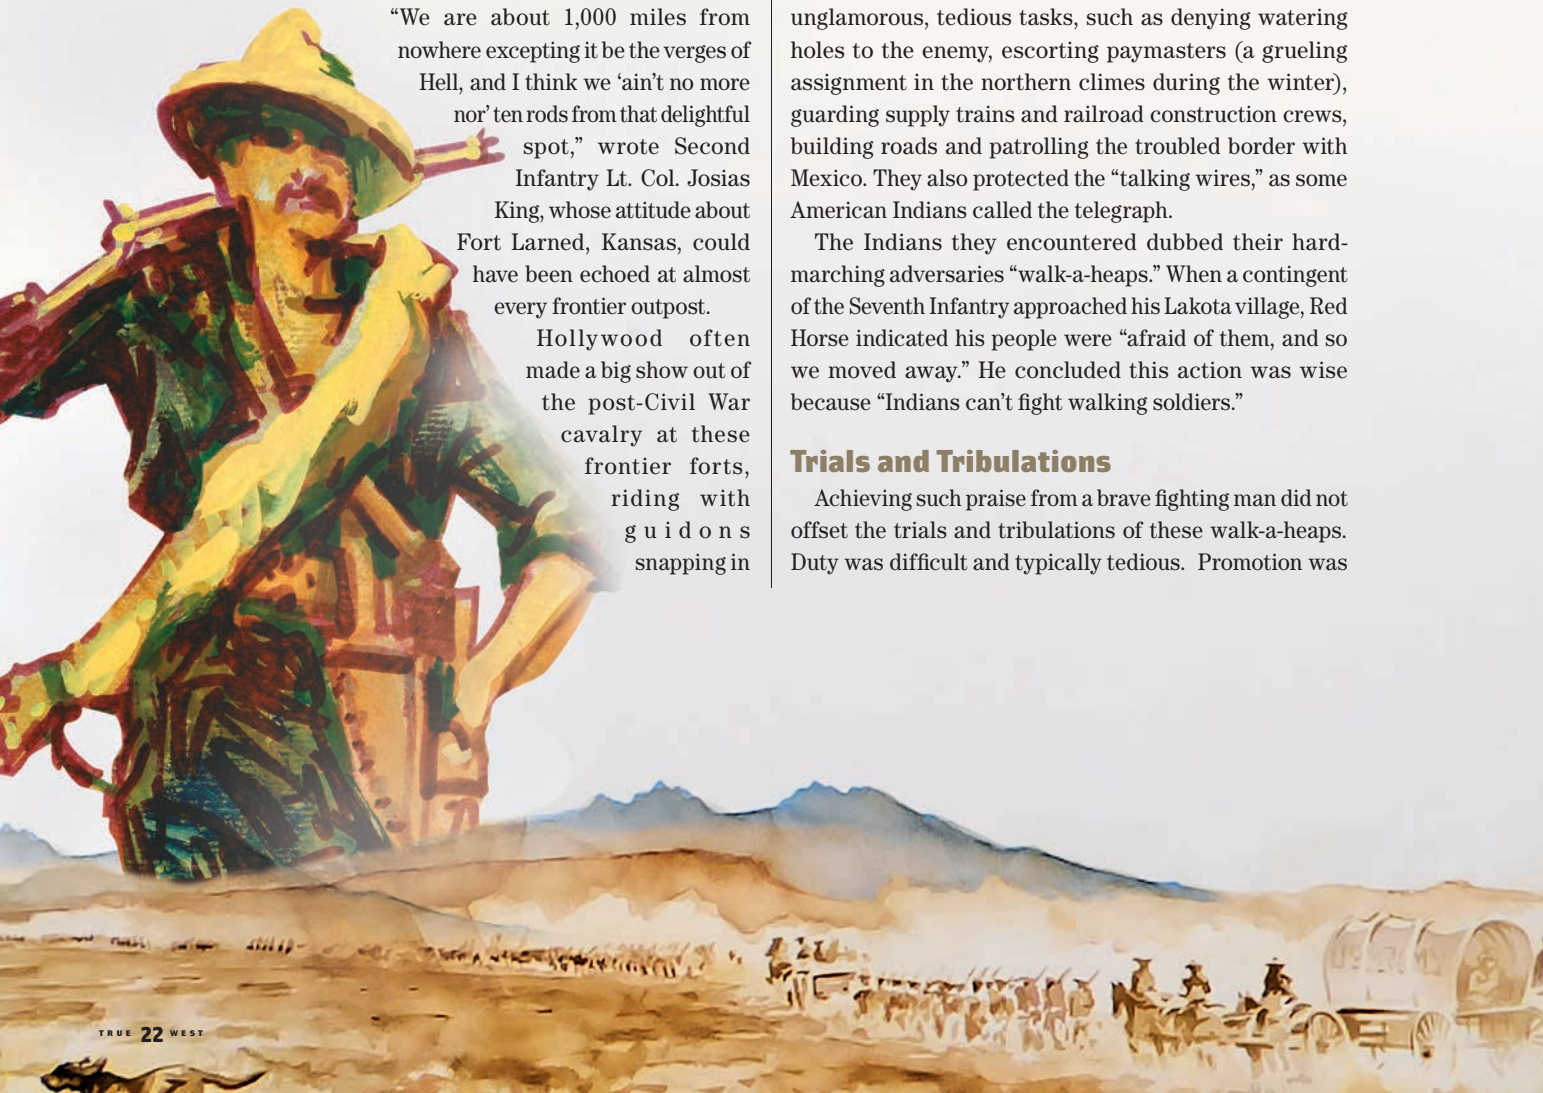 “We are about 1,000 miles from
nowhere excepting it be the verges of
Hell, and I think we ‘ain’t no more
nor’ ten rods from that delightful
spot,” wrote Second
Infantry Lt. Col. Josias
King, whose attitude about
Fort Larned, Kansas, could
have been echoed at almost
every frontier outpost.
Hollywood often
made a big show out of
the post-Civil War
cavalry at these
frontier forts,
riding with
guidons
snapping in
unglamorous, tedious tasks, such as denying watering
holes to the enemy, escorting paymasters (a grueling
assignment in the northern climes during the winter),
guarding supply trains and railroad construction crews,
building roads and patrolling the troubled border with
Mexico. They also protected the “talking wires,” as some
American Indians called the telegraph.
The Indians they encountered dubbed their hard-
marching adversaries “walk-a-heaps.” When a contingent
of the Seventh Infantry approached his Lakota village, Red
Horse indicated his people were “afraid of them, and so
we moved away.” He concluded this action was wise
because “Indians can’t fight walking soldiers.”
Trials and Tribulations
Achieving such praise from a brave fighting man did not
offset the trials and tribulations of these walk-a-heaps.
Duty was difficult and typically tedious. Promotion was
TRUE 22 WEST